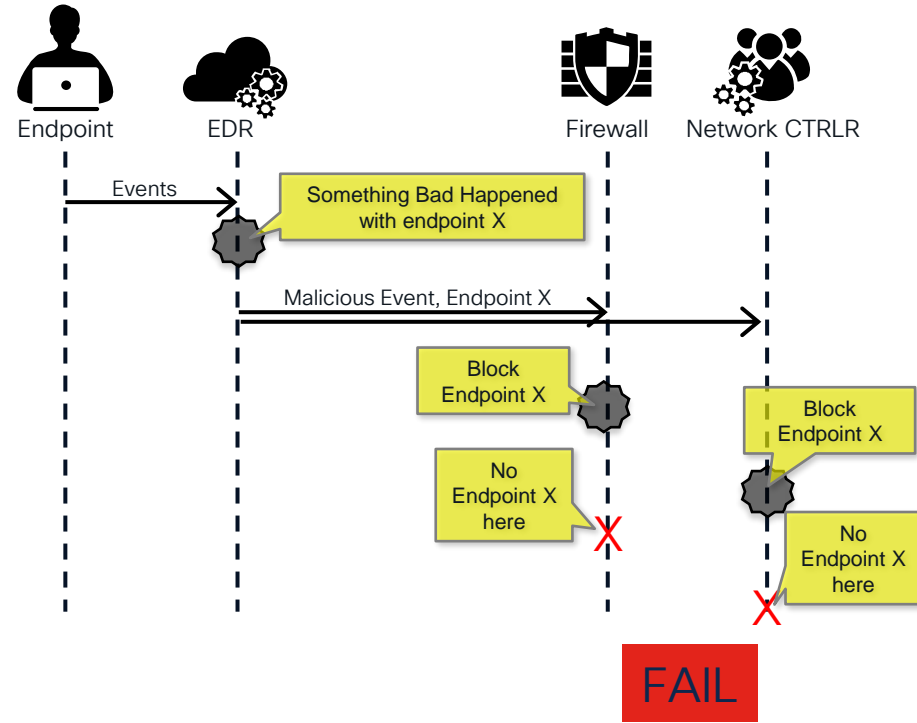 Endpoint
EDR
Firewall
Network CTRLR
Events
Something Bad Happened
with endpoint X
Malicious Event, Endpoint X
Block
Endpoint X
Block
Endpoint X
No
Endpoint X
here
X
No
Endpoint X
here
X
FAIL